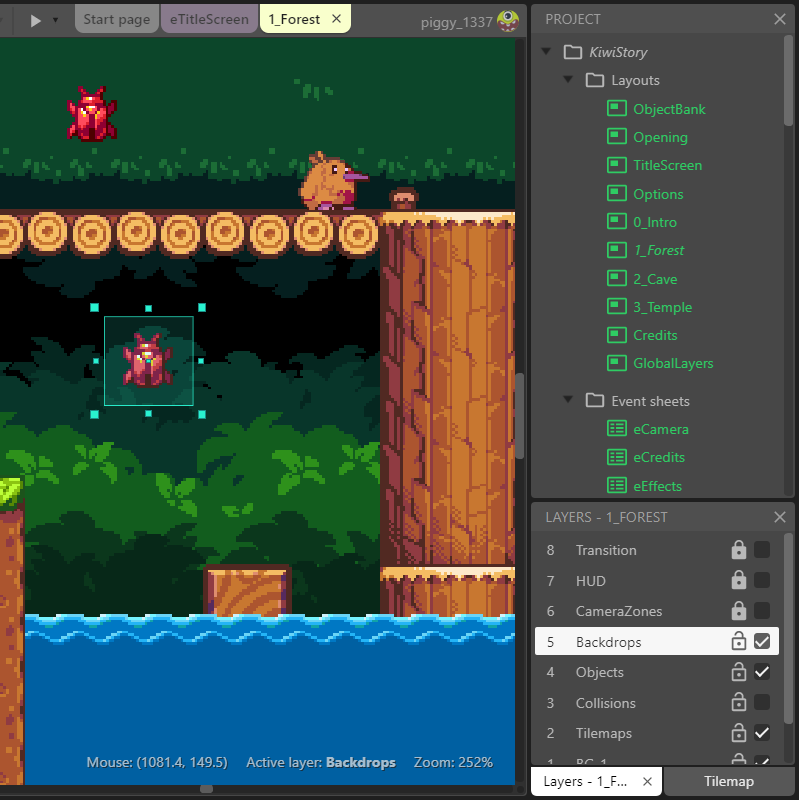 Start page
eTitleScreen
1_Forest
piggy_1337
PROJECT
KiwiStory
Layouts
ObjectBank
Opening
TitleScreen
Options
0_Intro
1_Forest
2_Cave
3_Temple
Credits
GlobalLayers
Event sheets
eCamera
eCredits
eEffects
LAYERS - 1_FOREST
8 Transition
7 HUD
6 CameraZones
5 Backdrops
4 Objects
3 Collisions
2 Tilemaps
1 BG_1
Mouse: (1081.4, 149.5) Active layer: Backdrops Zoom: 252%
Layers - 1_F...
Tilemap